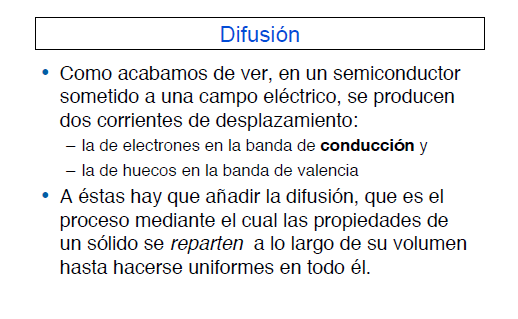 Difusión
• Como acabamos de ver, en un semiconductor
sometido a una campo eléctrico, se producen
dos corrientes de desplazamiento:
– la de electrones en la banda de conducción y
– la de huecos en la banda de valencia
• A éstas hay que añadir la difusión, que es el
proceso mediante el cual las propiedades de
un sólido se reparten a lo largo de su volumen
hasta hacerse uniformes en todo él.